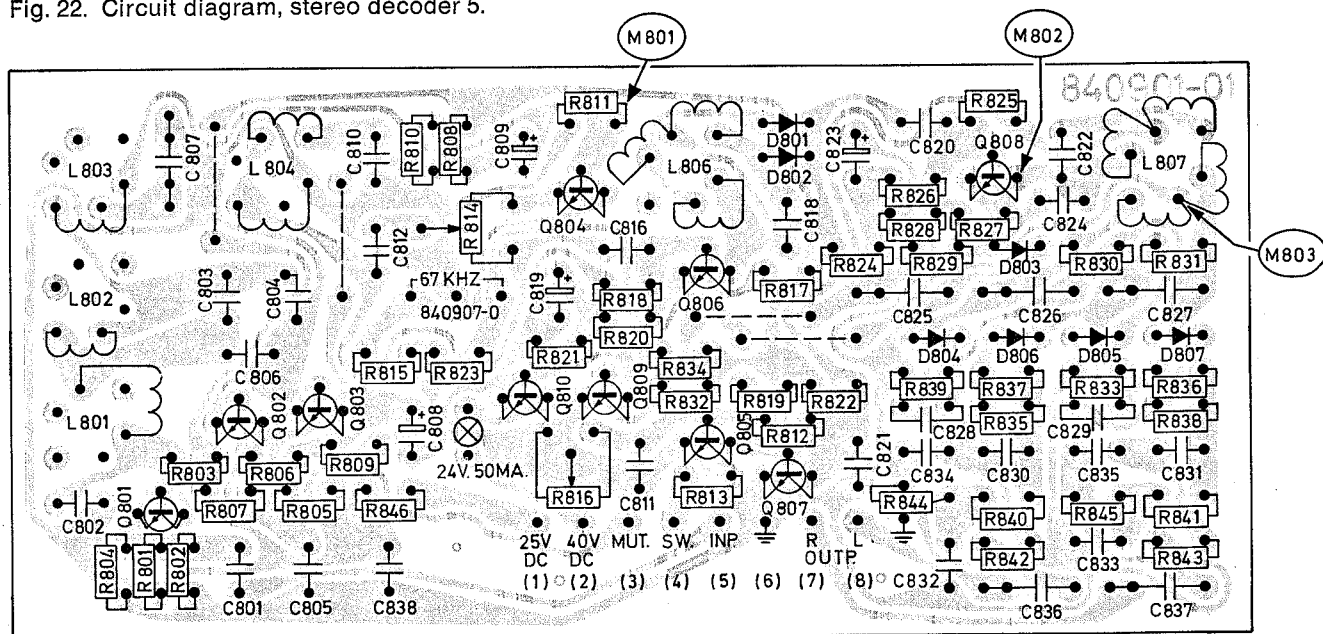 Fig. 22. Circuit diagram, stereo decoder 5.
M801
M802
840901-01
R811
R825
C807
C810
R810
R808
C809
D801
C823
C820
Q808
C822
L803
L804
L806
D802
L807
R826
C824
R814
Q804
C818
R828
R827
C812
C816
M803
R824
R829
D803
R830
R831
C803
C804
67 KHZ
840907-0
C819
R818
Q806
R817
L802
C825
C826
C827
R820
R821
D804
D806
D805
D807
C806
R815
R823
R834
Q810
Q809
R832
R819
R822
R839
R837
R833
R836
L801
Q802
Q803
C808
Q805
R812
C828
R835
C829
R838
24V. 50MA.
R803
R806
R809
C811
C821
C834
C830
C835
C831
R816
R813
Q807
C802
Q801
R807
R805
R846
R844
R840
R845
R841
25V DC
40V DC
MUT.
SW.
INP.
R
L
OUTP.
R804
R801
R802
R842
C833
R843
(1) (2) (3) (4) (5) (6) (7) (8)
C832
C801
C805
C838
C836
C837